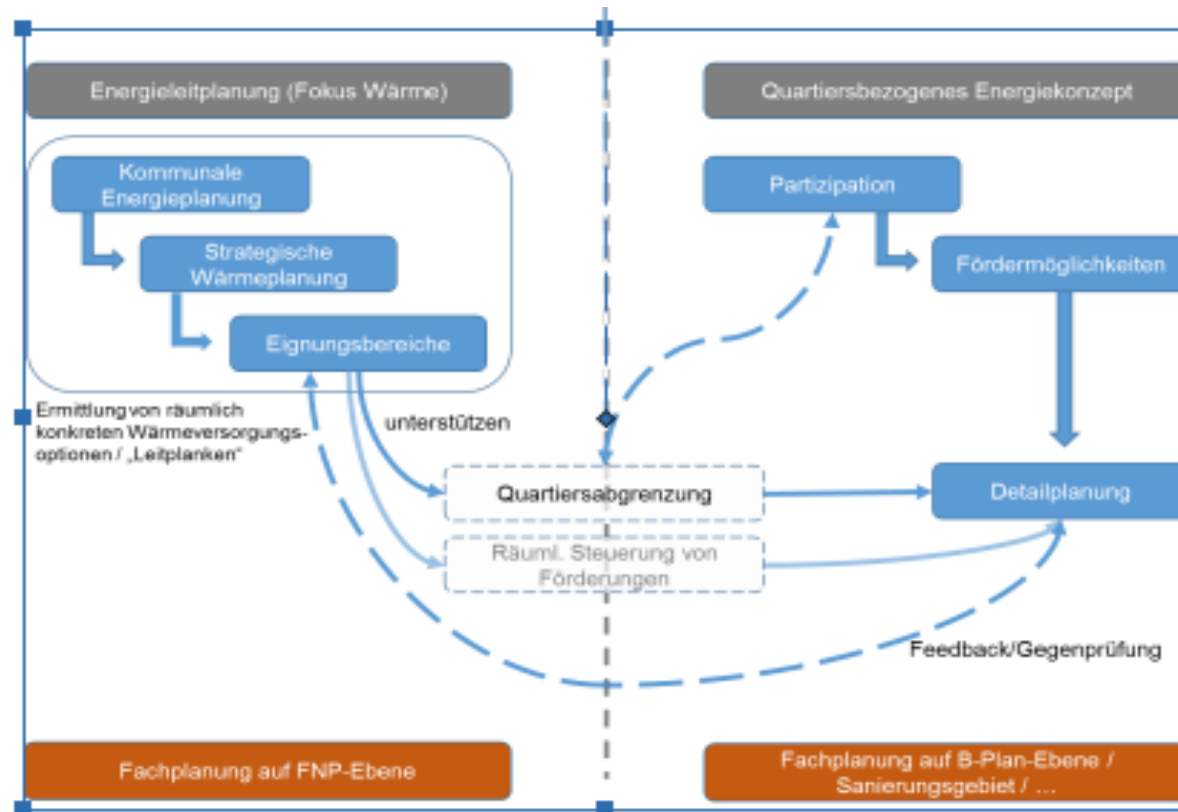 Energieleitplanung (Fokus Wärme)
Quartiersbezogenes Energiekonzept
Kommunale
Energieplanung
Strategische
Wärmeplanung
Eignungsbereiche
Partizipation
Fördermöglichkeiten
Ermittlung von räumlich
konkreten Wärmeversorgungs-
optionen / „Leitplanken“
unterstützen
Quartiersabgrenzung
Detailplanung
Räuml. Steuerung von
Förderungen
Feedback/Gegenprüfung
Fachplanung auf FNP-Ebene
Fachplanung auf B-Plan-Ebene /
Sanierungsgebiet / …